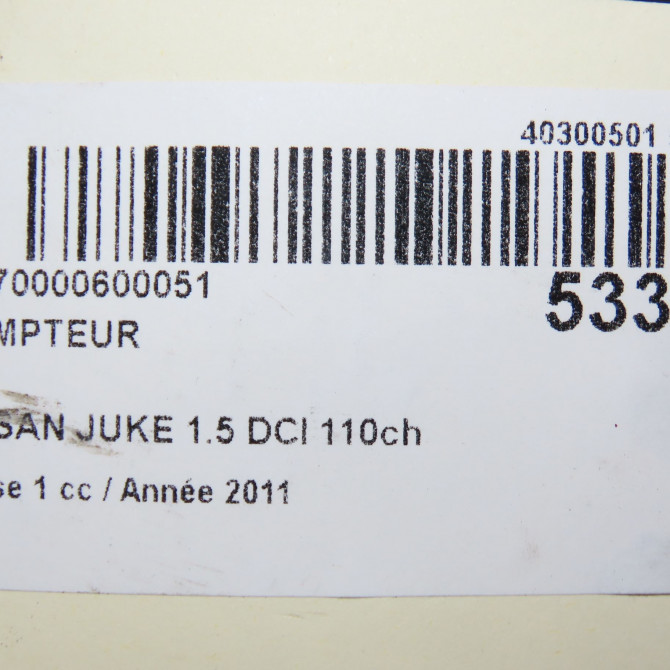 40300501
70000600051
533
MPTEUR
SAN JUKE 1.5 DCI 110ch
se 1 cc / Année 2011